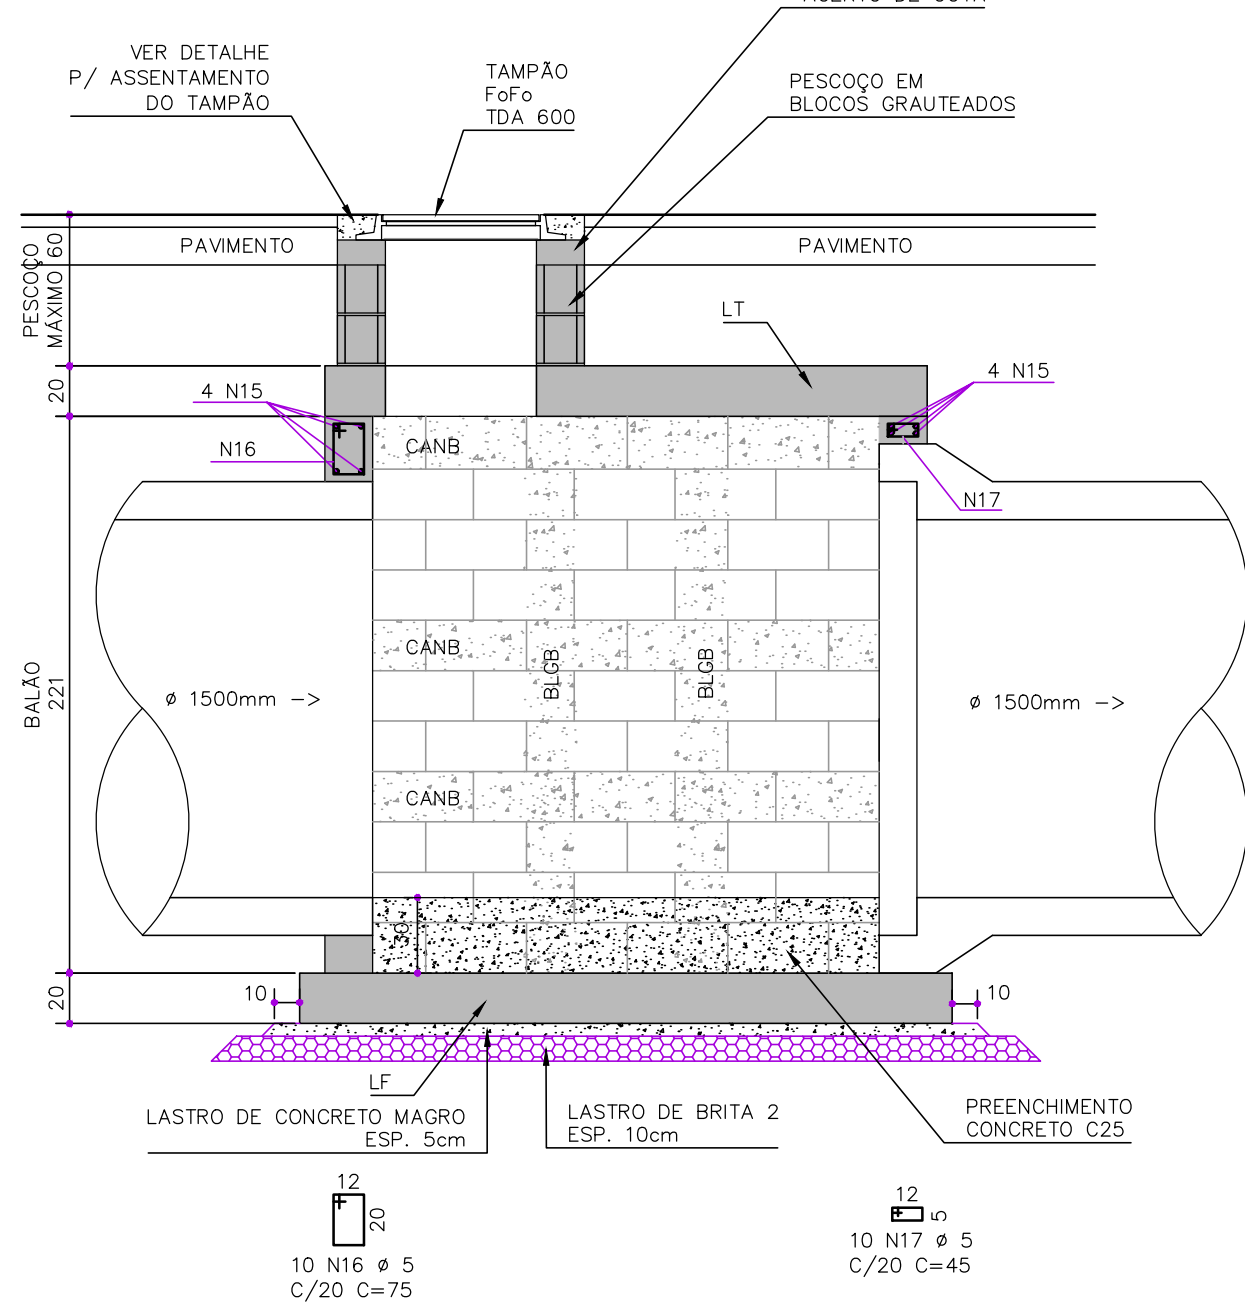 VER DETALHE
P/ ASSENTAMENTO
DO TAMPÃO
TAMPÃO
FoFo
TDA 600
PESCOÇO EM
BLOCOS GRAUTEADOS
PAVIMENTO
PAVIMENTO
PESCOÇO
MÁXIMO 60
LT
20
4 N15
4 N15
CANB
N16
N17
CANB
BLGB
BLGB
BALÃO
221
ø 1500mm ->
ø 1500mm ->
CANB
30
20
10
10
LF
LASTRO DE CONCRETO MAGRO
ESP. 5cm
LASTRO DE BRITA 2
ESP. 10cm
PREENCHIMENTO
CONCRETO C25
12
20
10 N16 ø 5
C/20 C=75
12
5
10 N17 ø 5
C/20 C=45